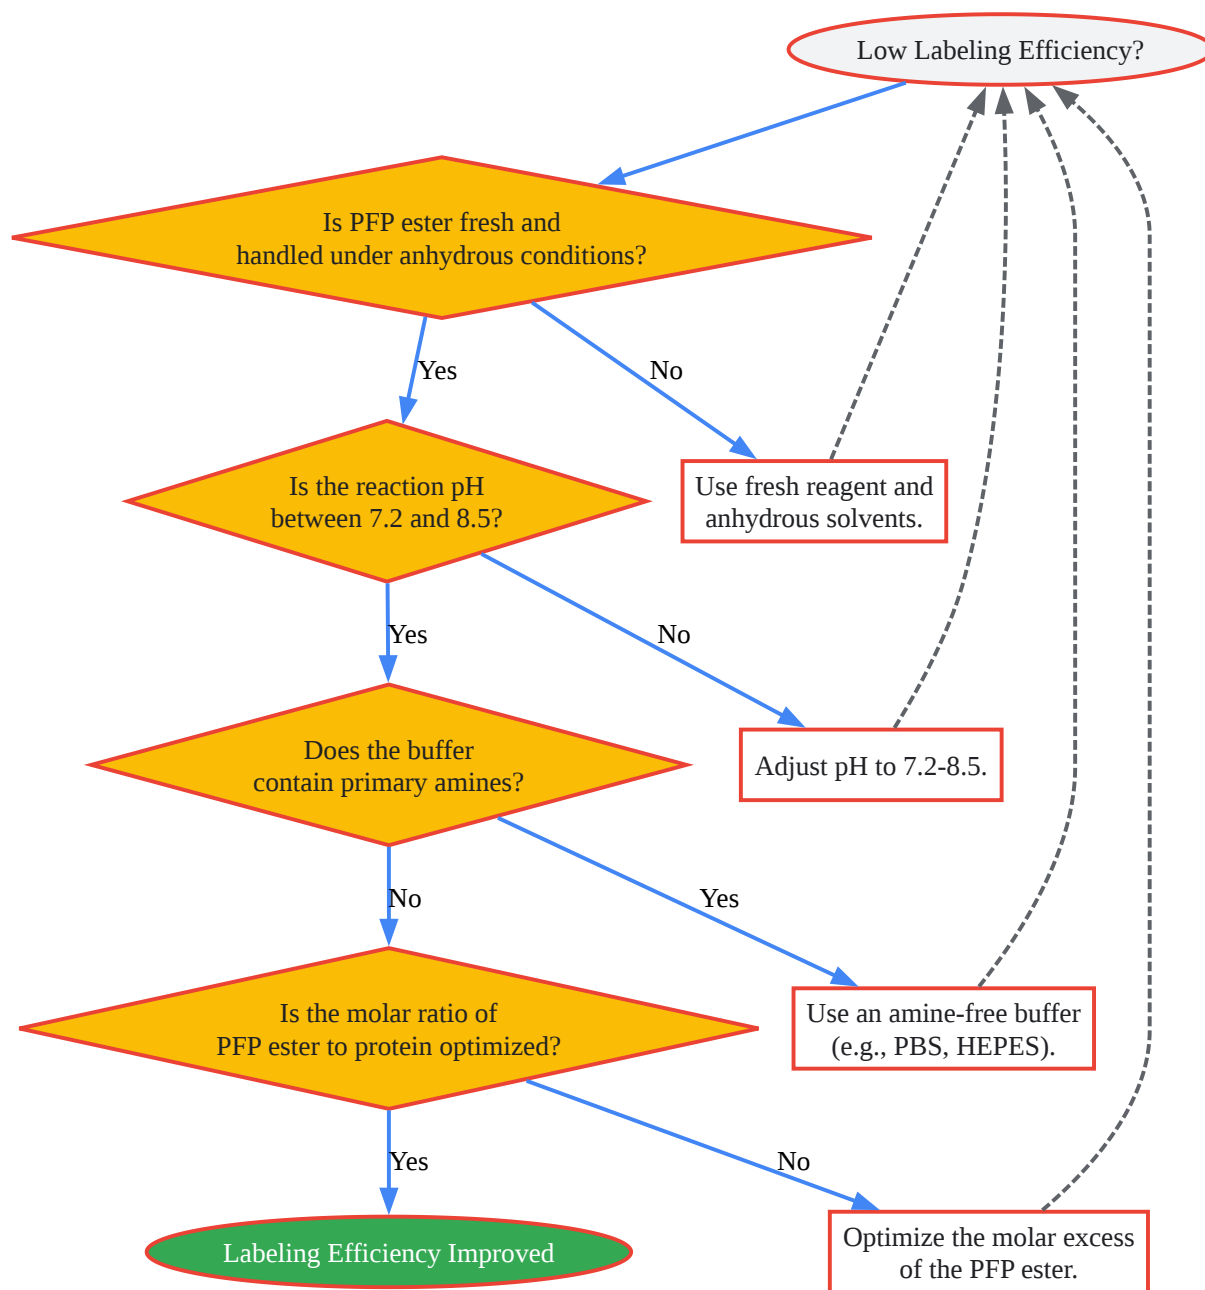 Low Labeling Efficiency?
Is PFP ester fresh and
handled under anhydrous conditions?
Yes
No
Is the reaction pH
between 7.2 and 8.5?
Use fresh reagent and
anhydrous solvents.
Yes
No
Does the buffer
contain primary amines?
Adjust pH to 7.2-8.5.
No
Yes
Is the molar ratio of
PFP ester to protein optimized?
Use an amine-free buffer
(e.g., PBS, HEPES).
Yes
No
Labeling Efficiency Improved
Optimize the molar excess
of the PFP ester.